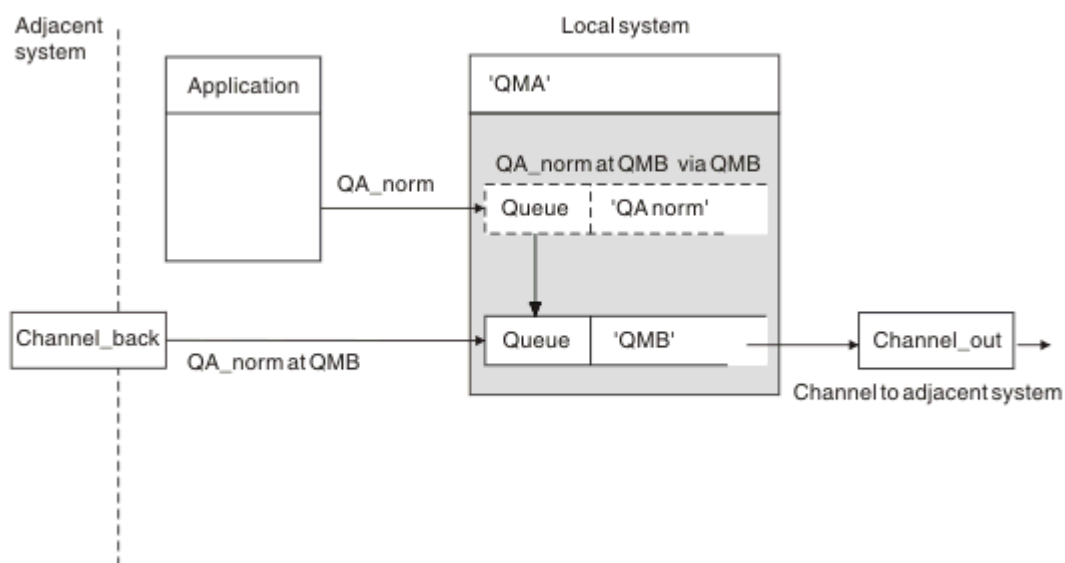 Adjacent
system
Local system
Application
'QMA'
QA_norm at QMB via QMB
QA_norm
Queue
'QA norm'
Channel_back
QA_norm at QMB
Queue
'QMB'
Channel_out
Channel to adjacent system